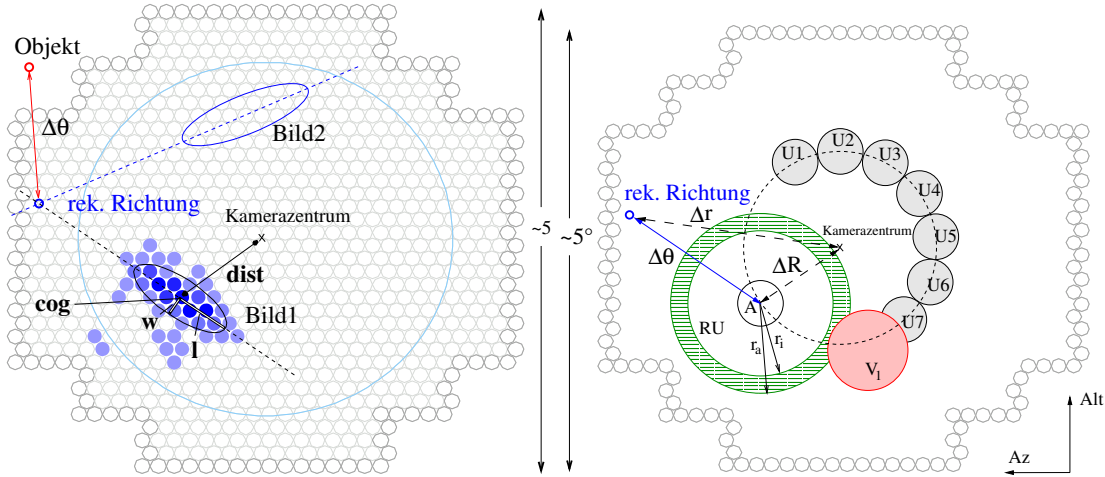 Objekt
Δθ
Bild2
rek. Richtung
Kamerazentrum
x
dist
cog
w
l
Bild1
~5
~5°
U1
U2
U3
U4
U5
U6
U7
rek. Richtung
Δr
Kamerazentrum
x
Δθ
ΔR
A
RU
r_a
r_i
V_l
Alt
Az